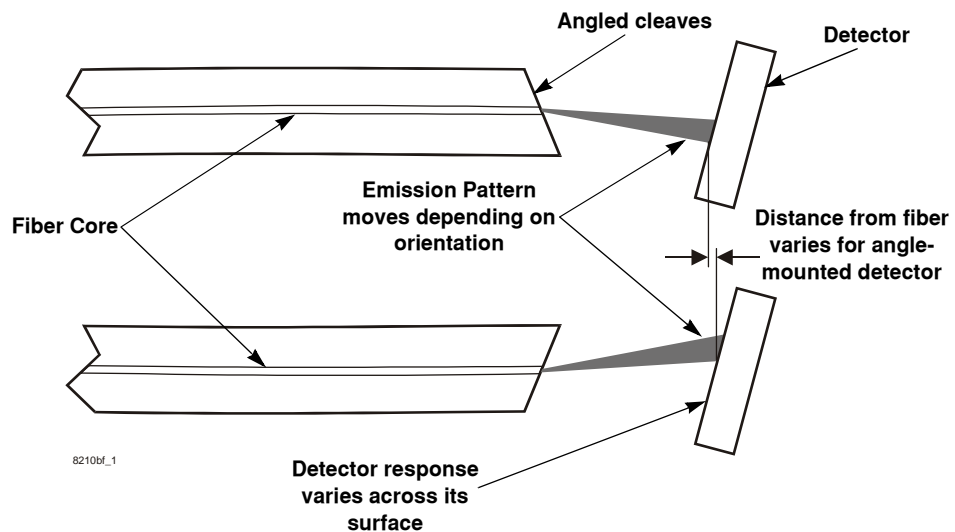 Angled cleaves
Detector
Fiber Core
Emission Pattern
moves depending on
orientation
Distance from fiber
varies for angle-
mounted detector
8210bf_1
Detector response
varies across its
surface